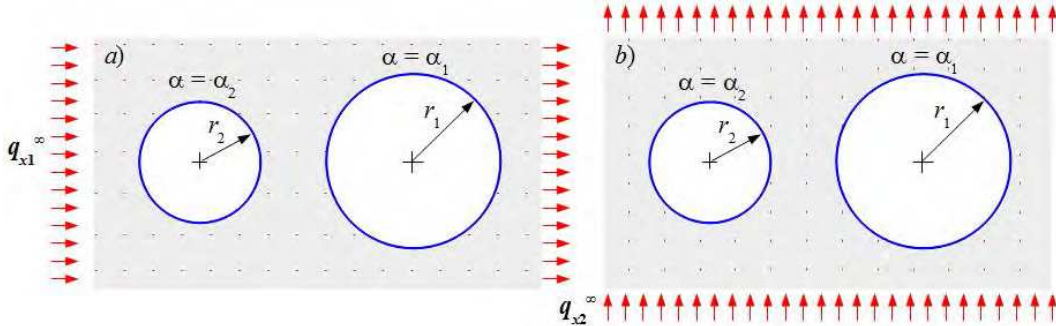 a)
α = α₁
α = α₂
r₁
r₂
qₓ₁∞
b)
α = α₁
α = α₂
r₁
r₂
qₓ₂∞